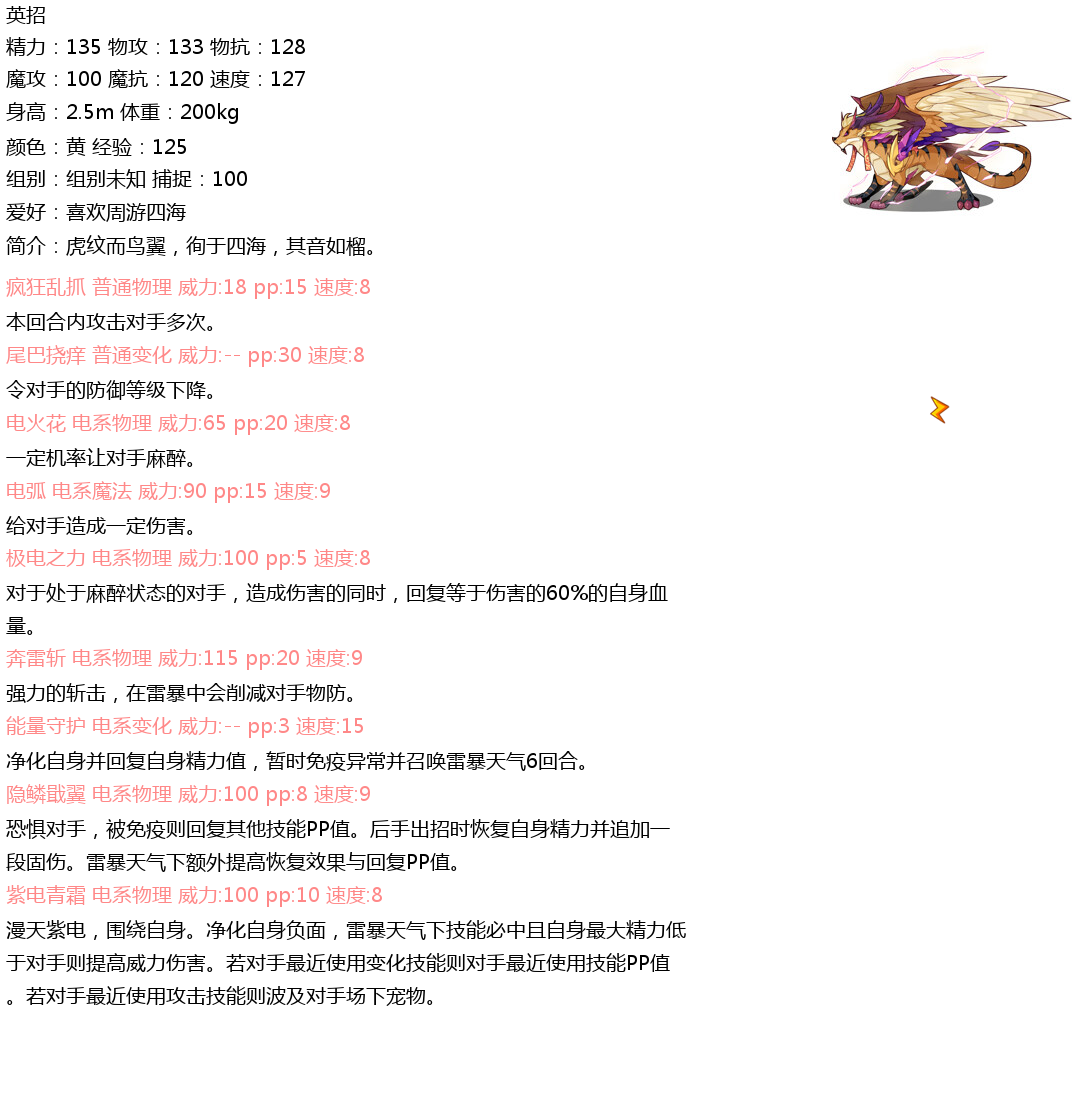 英招
精力：135 物攻：133 物抗：128
魔攻：100 魔抗：120 速度：127
身高：2.5m 体重：200kg
颜色：黄 经验：125
组别：组别未知 捕捉：100
爱好：喜欢周游四海
简介：虎纹而鸟翼，徇于四海，其音如榴。
疯狂乱抓 普通物理 威力:18 pp:15 速度:8
本回合内攻击对手多次。
尾巴挠痒 普通变化 威力:-- pp:30 速度:8
令对手的防御等级下降。
电火花 电系物理 威力:65 pp:20 速度:8
一定机率让对手麻醉。
电弧 电系魔法 威力:90 pp:15 速度:9
给对手造成一定伤害。
极电之力 电系物理 威力:100 pp:5 速度:8
对于处于麻醉状态的对手，造成伤害的同时，回复等于伤害的60%的自身血
量。
奔雷斩 电系物理 威力:115 pp:20 速度:9
强力的斩击，在雷暴中会削减对手物防。
能量守护 电系变化 威力:-- pp:3 速度:15
净化自身并回复自身精力值，暂时免疫异常并召唤雷暴天气6回合。
隐鳞戢翼 电系物理 威力:100 pp:8 速度:9
恐惧对手，被免疫则回复其他技能PP值。后手出招时恢复自身精力并追加一
段固伤。雷暴天气下额外提高恢复效果与回复PP值。
紫电青霜 电系物理 威力:100 pp:10 速度:8
漫天紫电，围绕自身。净化自身负面，雷暴天气下技能必中且自身最大精力低
于对手则提高威力伤害。若对手最近使用变化技能则对手最近使用技能PP值
。若对手最近使用攻击技能则波及对手场下宠物。